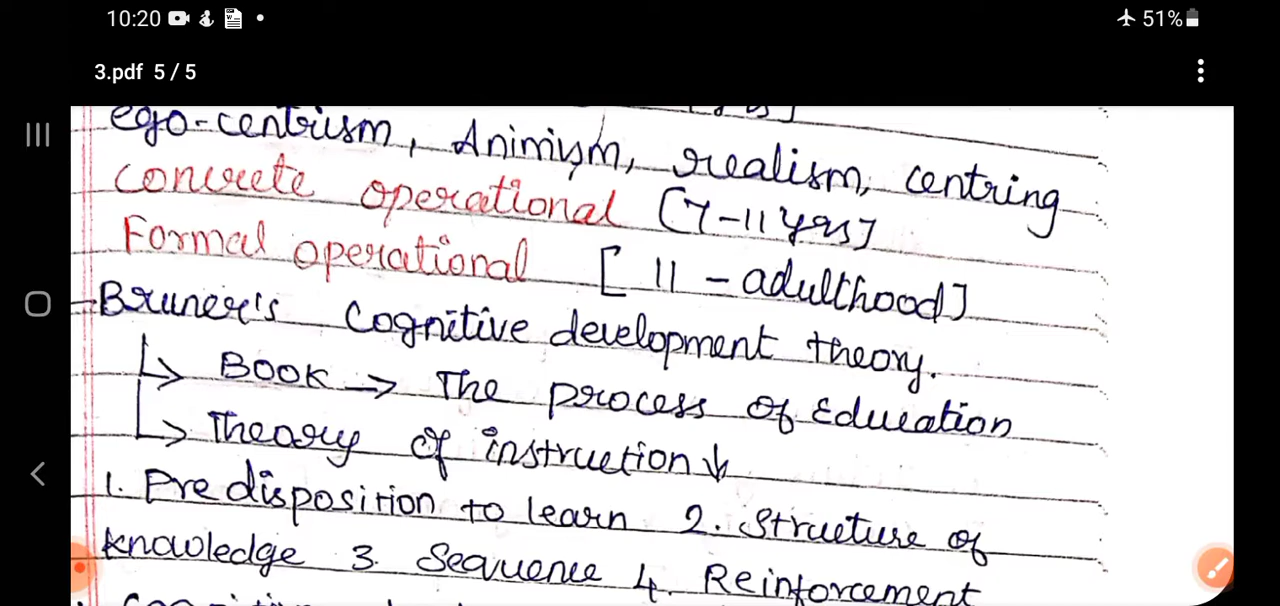 10:20
51%
3.pdf 5/5
ego-centrism, Animism, realism, centring
concrete operational [7-11 yrs]
Formal operational [11 - adulthood]
Bruner's Cognitive development theory.
↳ BOOK → The process of Education
↳ Theory of instruction ↓
1. Predisposition to learn 2. Structure of
knowledge 3. Sequence 4. Reinforcement